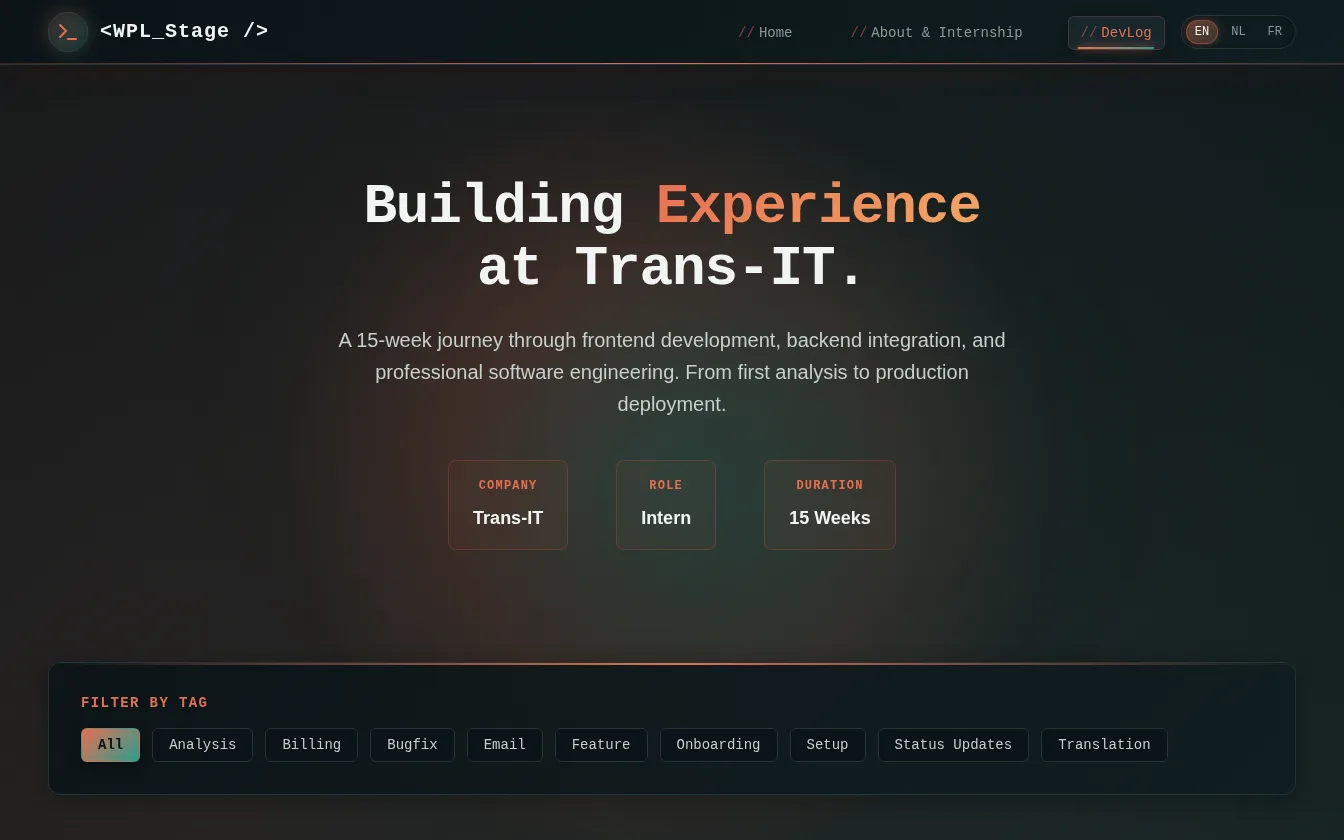 <WPL_Stage />
// Home
// About & Internship
// DevLog
EN
NL
FR
Building Experience
at Trans-IT.
A 15-week journey through frontend development, backend integration, and
professional software engineering. From first analysis to production
deployment.
COMPANY
Trans-IT
ROLE
Intern
DURATION
15 Weeks
FILTER BY TAG
All
Analysis
Billing
Bugfix
Email
Feature
Onboarding
Setup
Status Updates
Translation